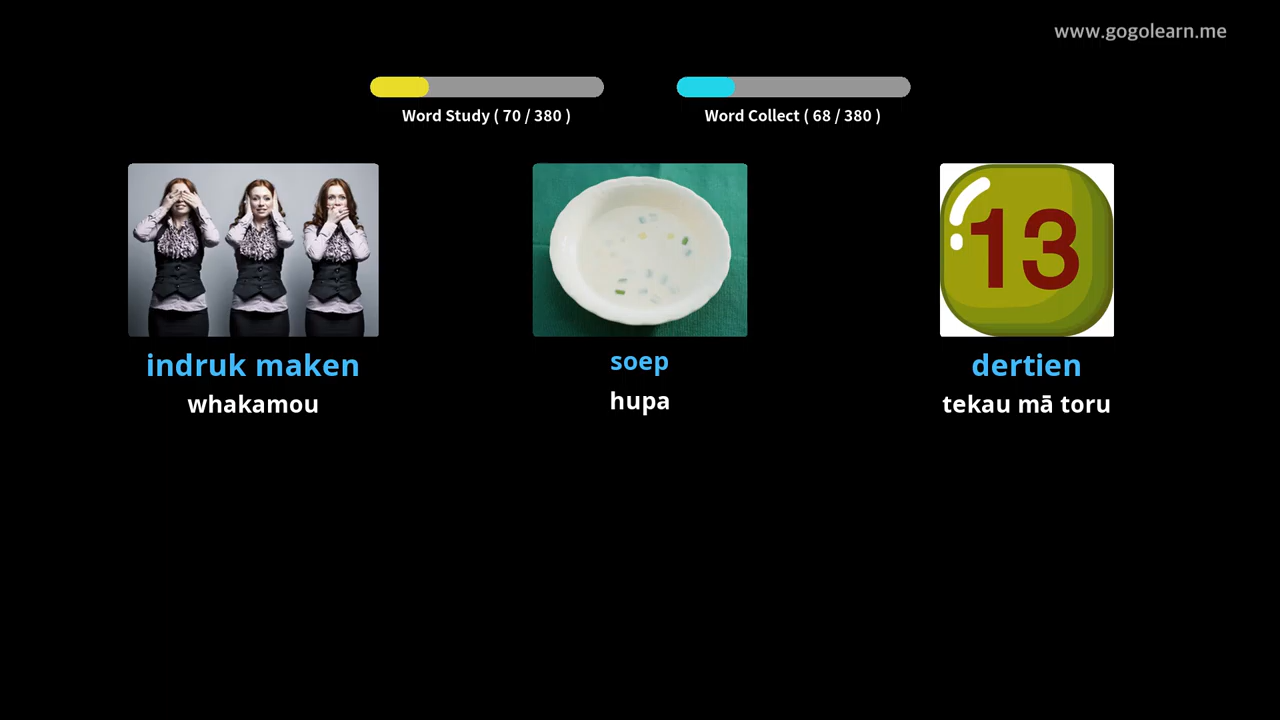 www.gogolearn.me
Word Study ( 70 / 380 )
Word Collect ( 68 / 380 )
13
indruk maken
whakamou
soep
hupa
dertien
tekau mā toru